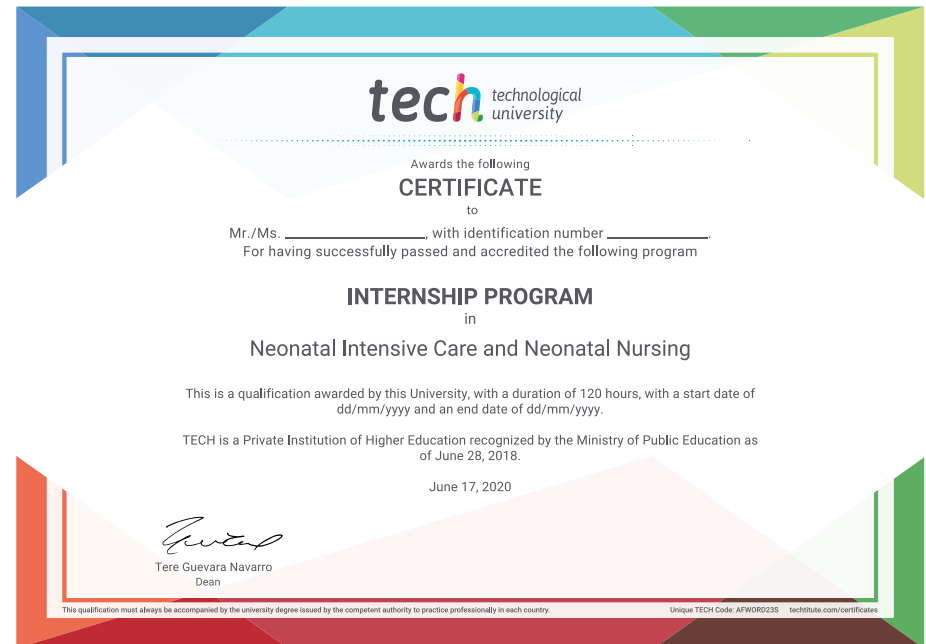 tech technological
university
Awards the following
CERTIFICATE
to
Mr./Ms. ____________________, with identification number ______________.
For having successfully passed and accredited the following program
INTERNSHIP PROGRAM
in
Neonatal Intensive Care and Neonatal Nursing
This is a qualification awarded by this University, with a duration of 120 hours, with a start date of
dd/mm/yyyy and an end date of dd/mm/yyyy.
TECH is a Private Institution of Higher Education recognized by the Ministry of Public Education as
of June 28, 2018.
June 17, 2020
Tere Guevara Navarro
Dean
This qualification must always be accompanied by the university degree issued by the competent authority to practice professionally in each country. Unique TECH Code: AFWORD23S techtitute.com/certificates